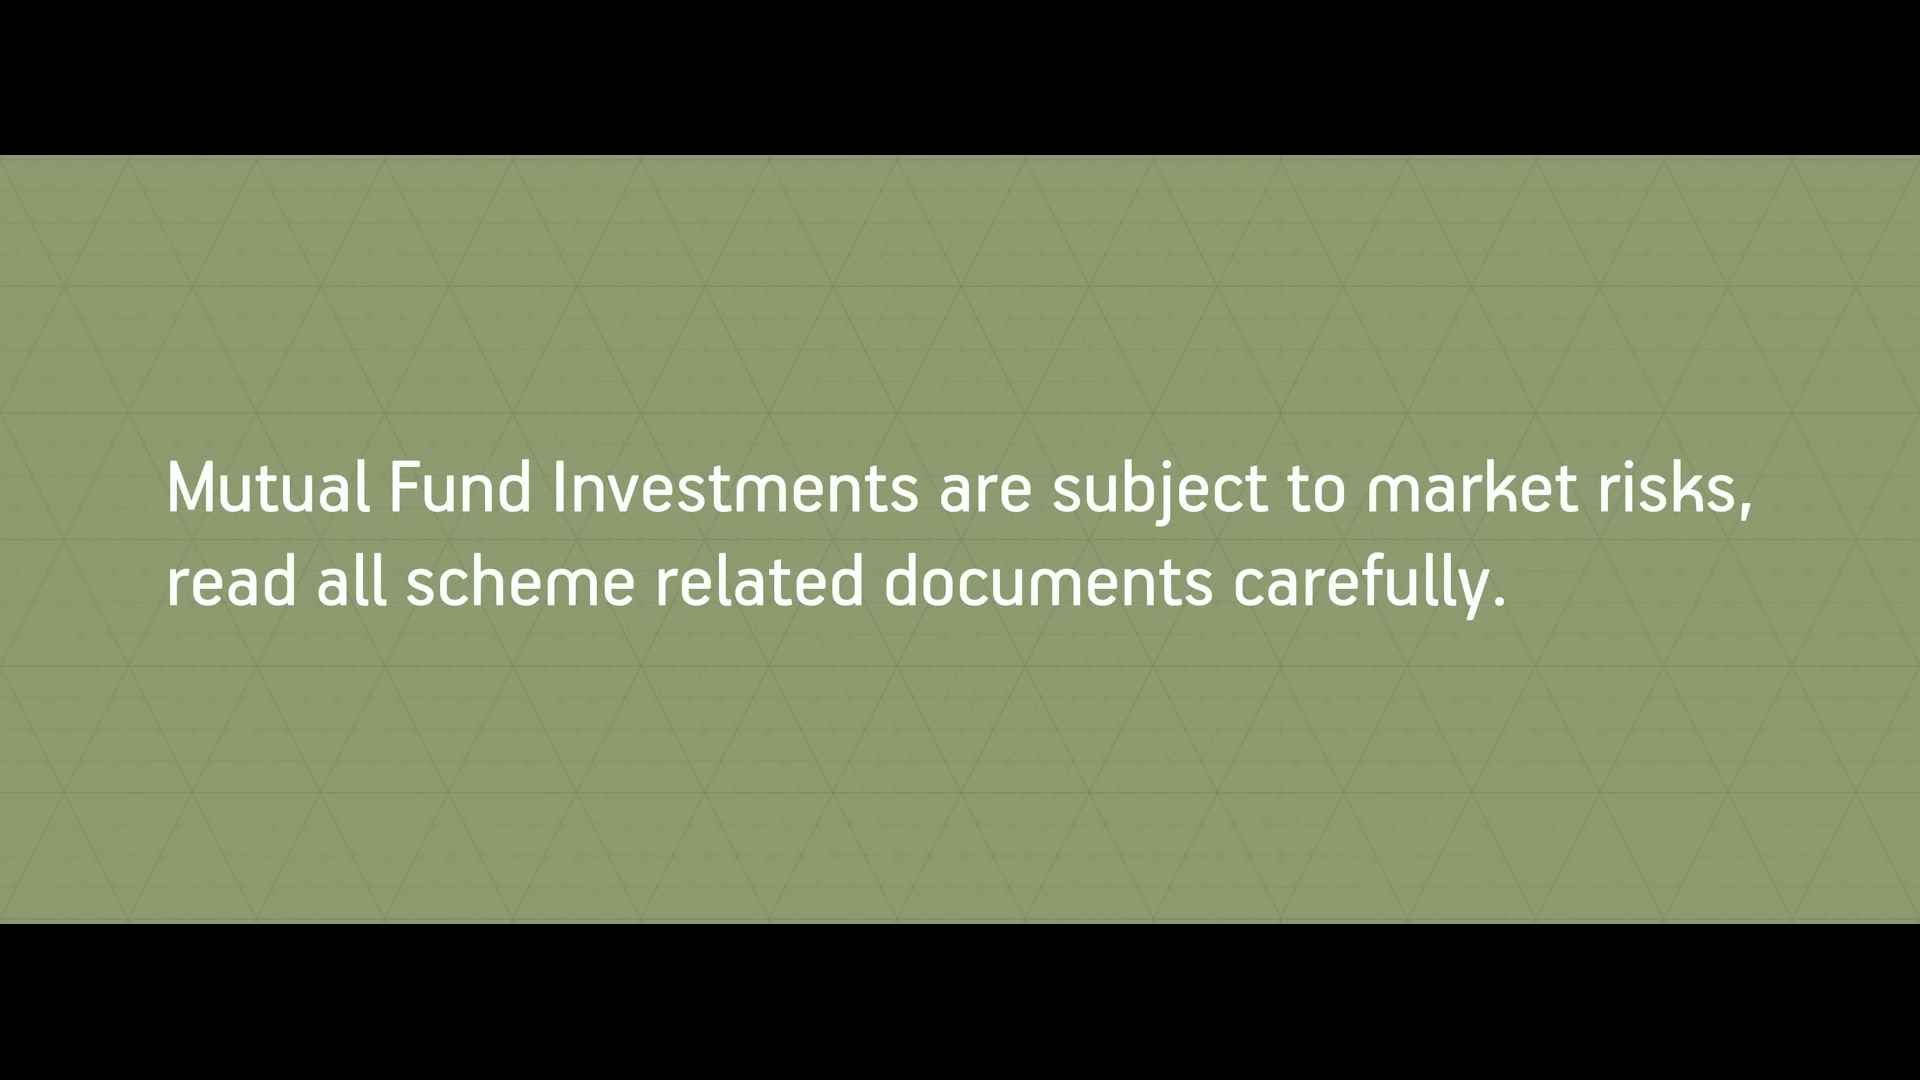 Mutual Fund Investments are subject to market risks,
read all scheme related documents carefully.